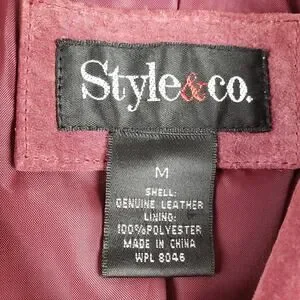 Style&co.
M
SHELL:
GENUINE LEATHER
LINING:
100%POLYESTER
MADE IN CHINA
WPL 8046